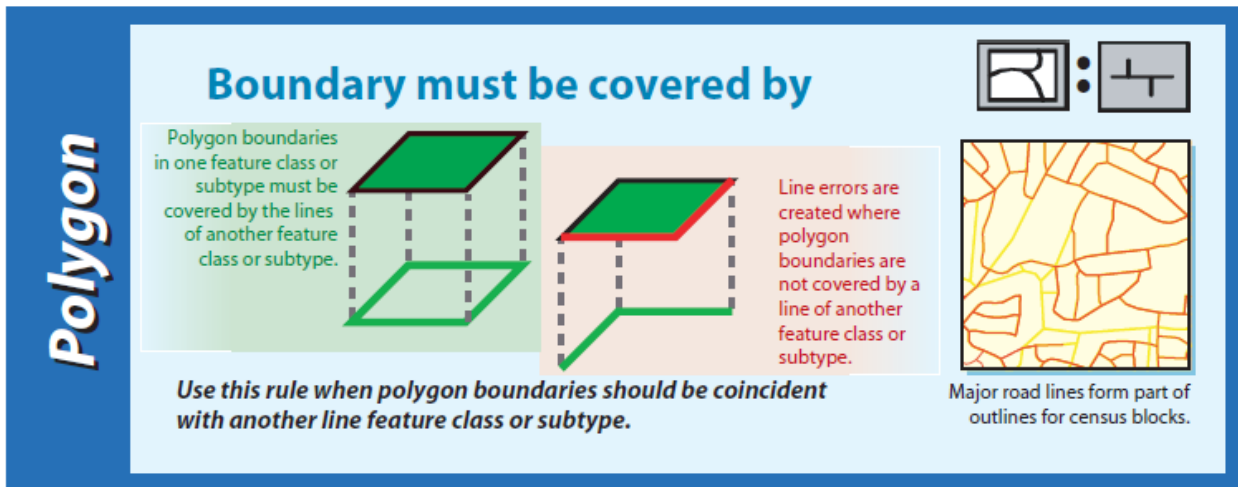 Polygon
Boundary must be covered by
Polygon boundaries
in one feature class or
subtype must be
covered by the lines
of another feature
class or subtype.
Line errors are
created where
polygon
boundaries are
not covered by a
line of another
feature class or
subtype.
Use this rule when polygon boundaries should be coincident
with another line feature class or subtype.
Major road lines form part of
outlines for census blocks.